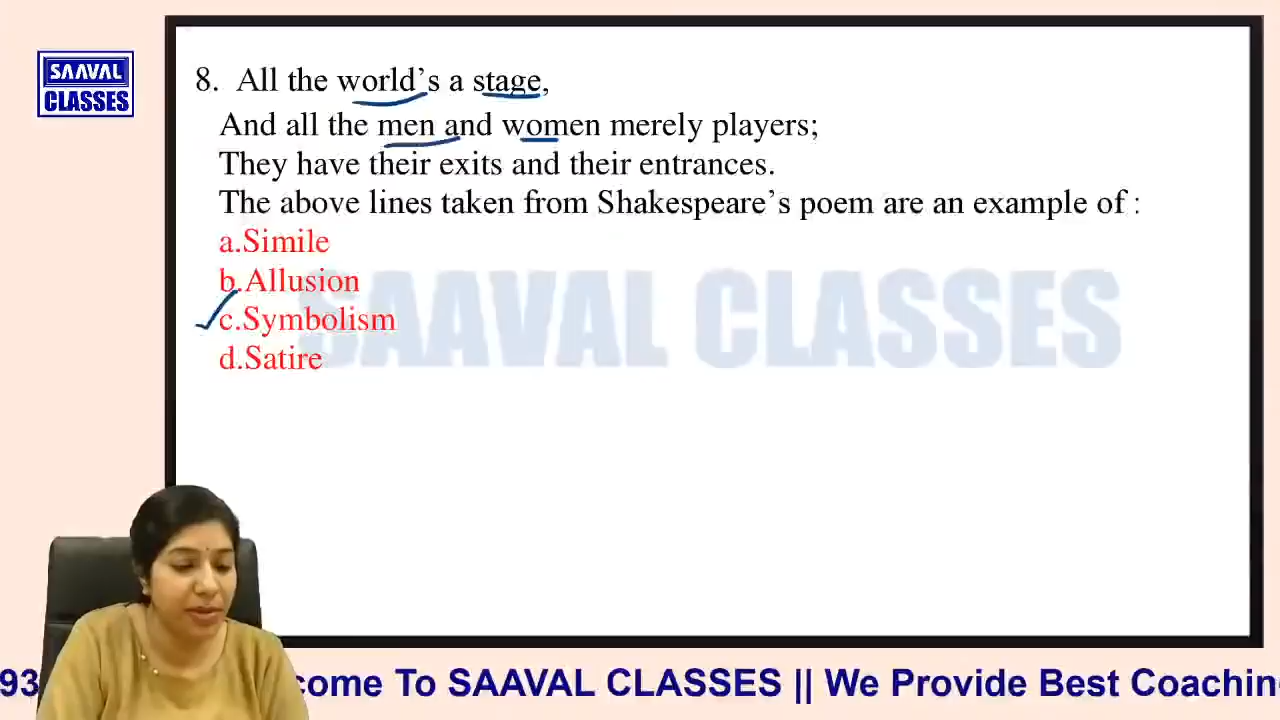 SAAVAL
CLASSES
8. All the world’s a stage,
And all the men and women merely players;
They have their exits and their entrances.
The above lines taken from Shakespeare’s poem are an example of :
a.Simile
b.Allusion
c.Symbolism
d.Satire
SAAVAL CLASSES
93 come To SAAVAL CLASSES || We Provide Best Coaching